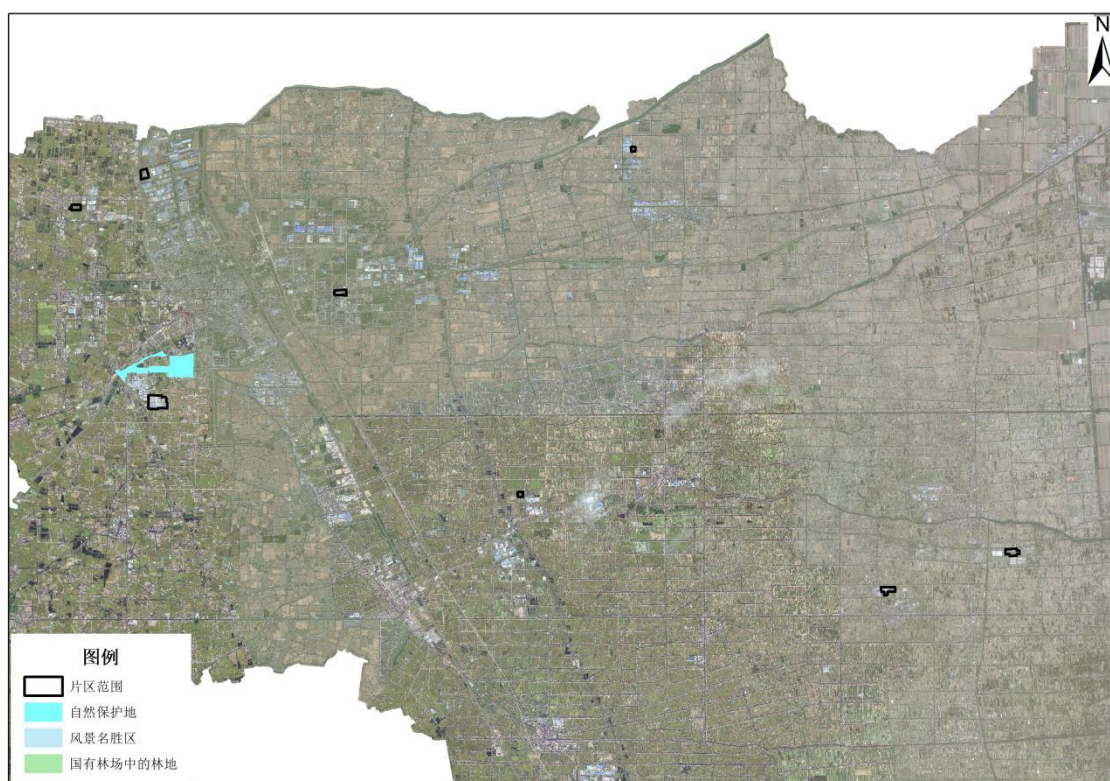 N
图例
片区范围
自然保护地
风景名胜区
国有林场中的林地